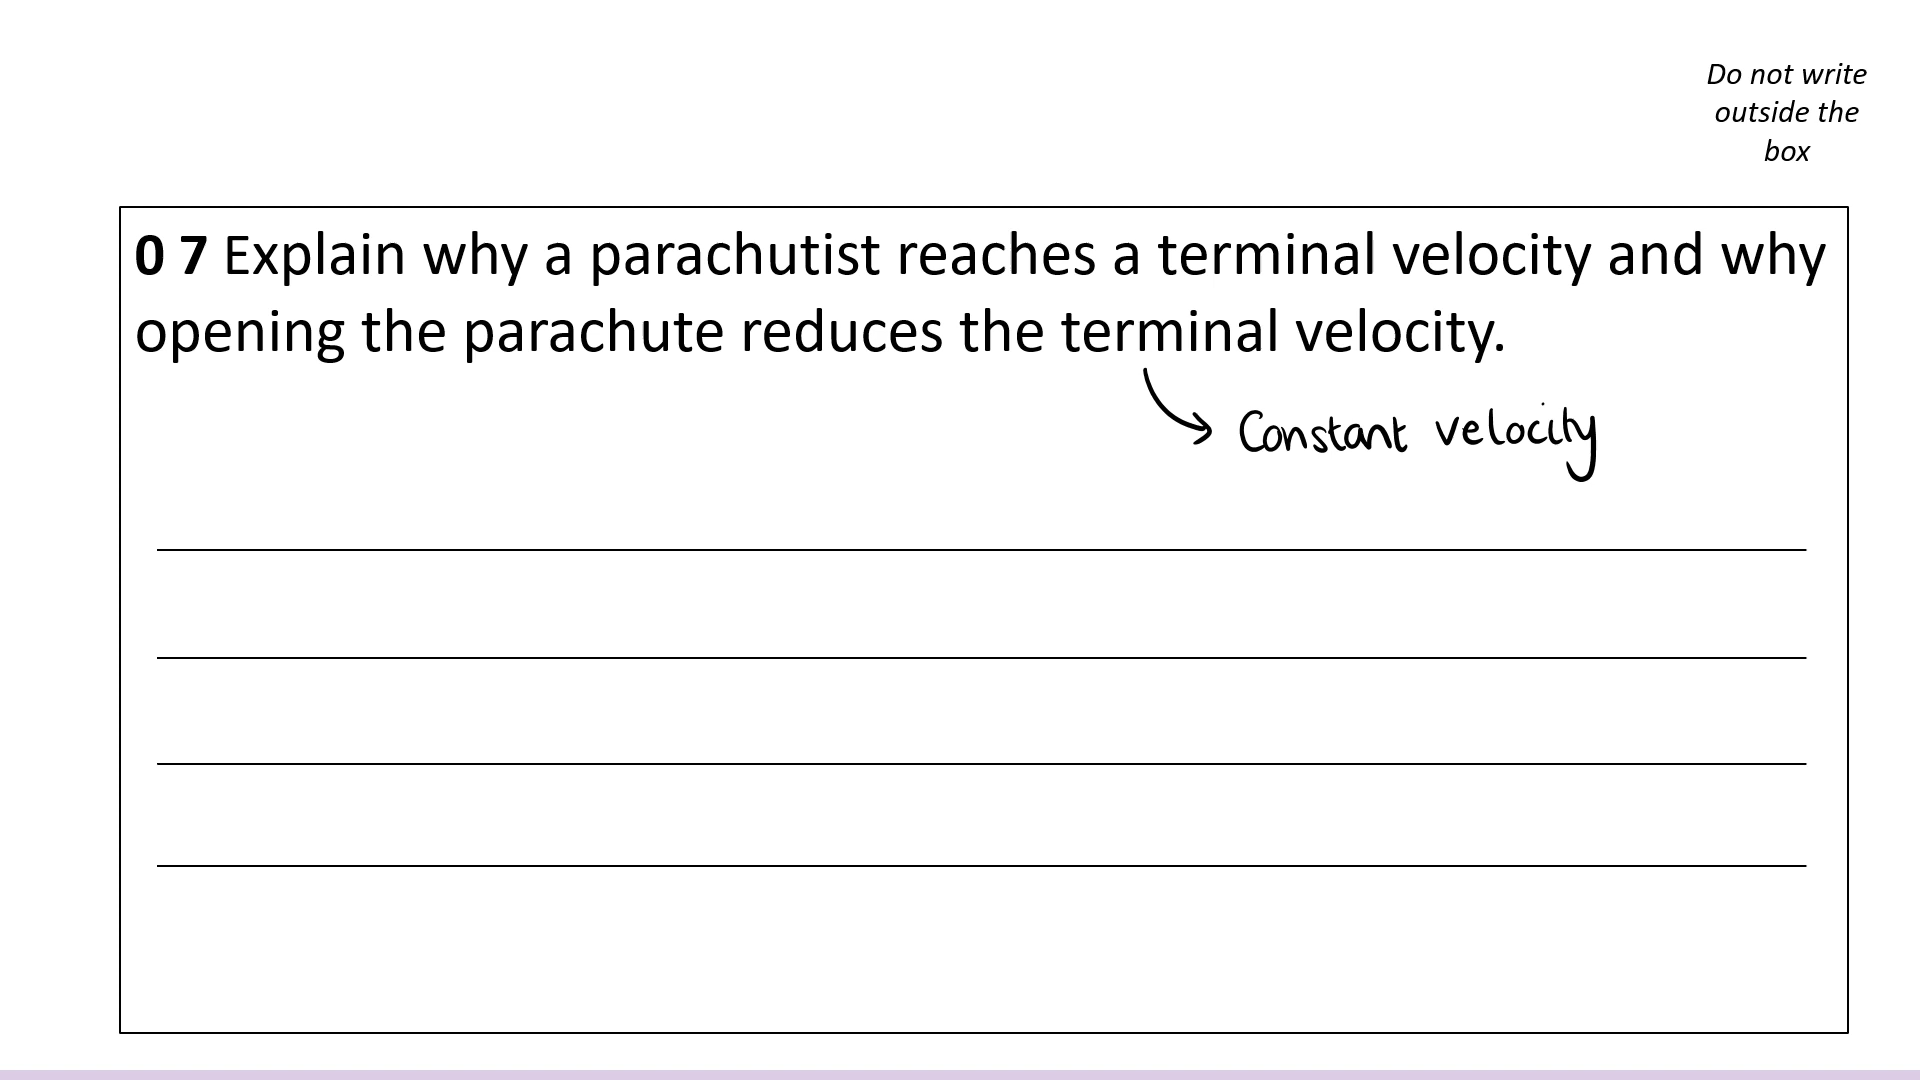 Do not write
outside the
box
0 7 Explain why a parachutist reaches a terminal velocity and why
opening the parachute reduces the terminal velocity.
Constant velocity